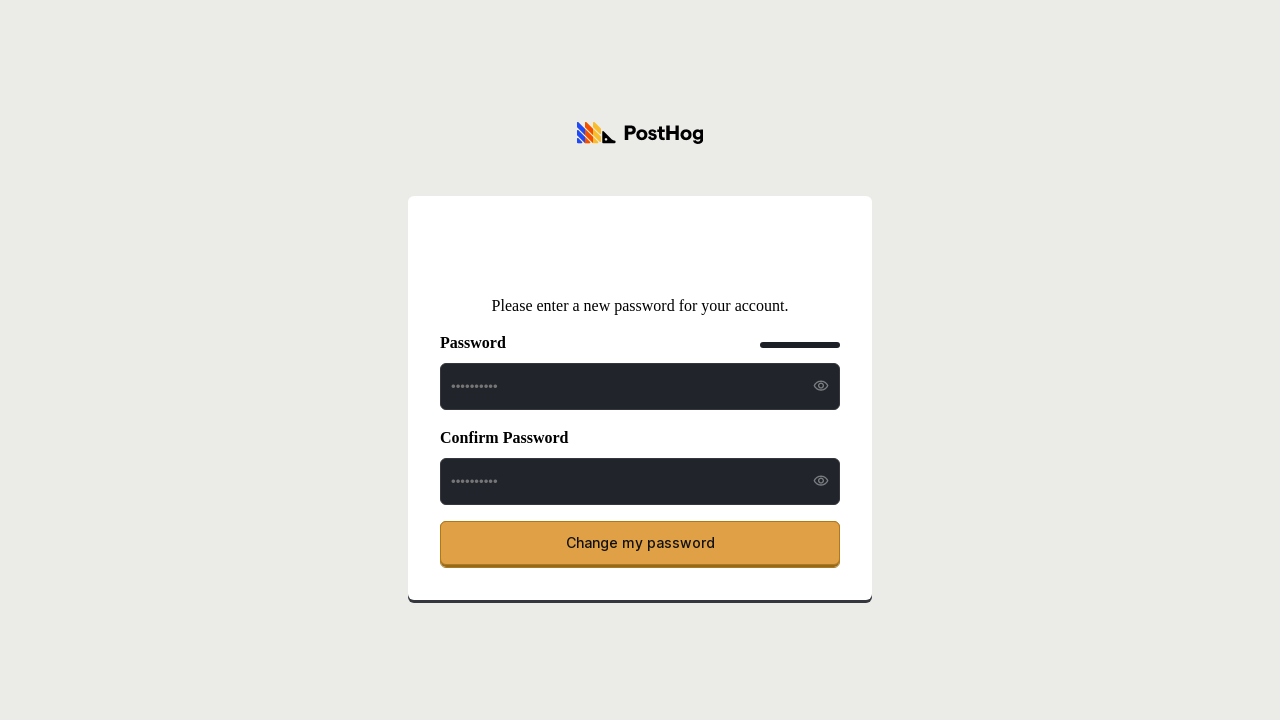 PostHog
Please enter a new password for your account.
Password
••••••••••
Confirm Password
••••••••••
Change my password